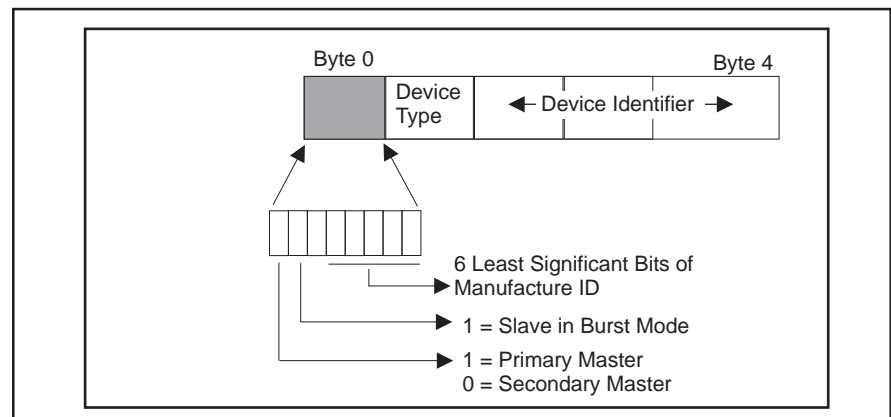 Byte 0
Byte 4
Device
Type
Device Identifier
6 Least Significant Bits of
Manufacture ID
1 = Slave in Burst Mode
1 = Primary Master
0 = Secondary Master